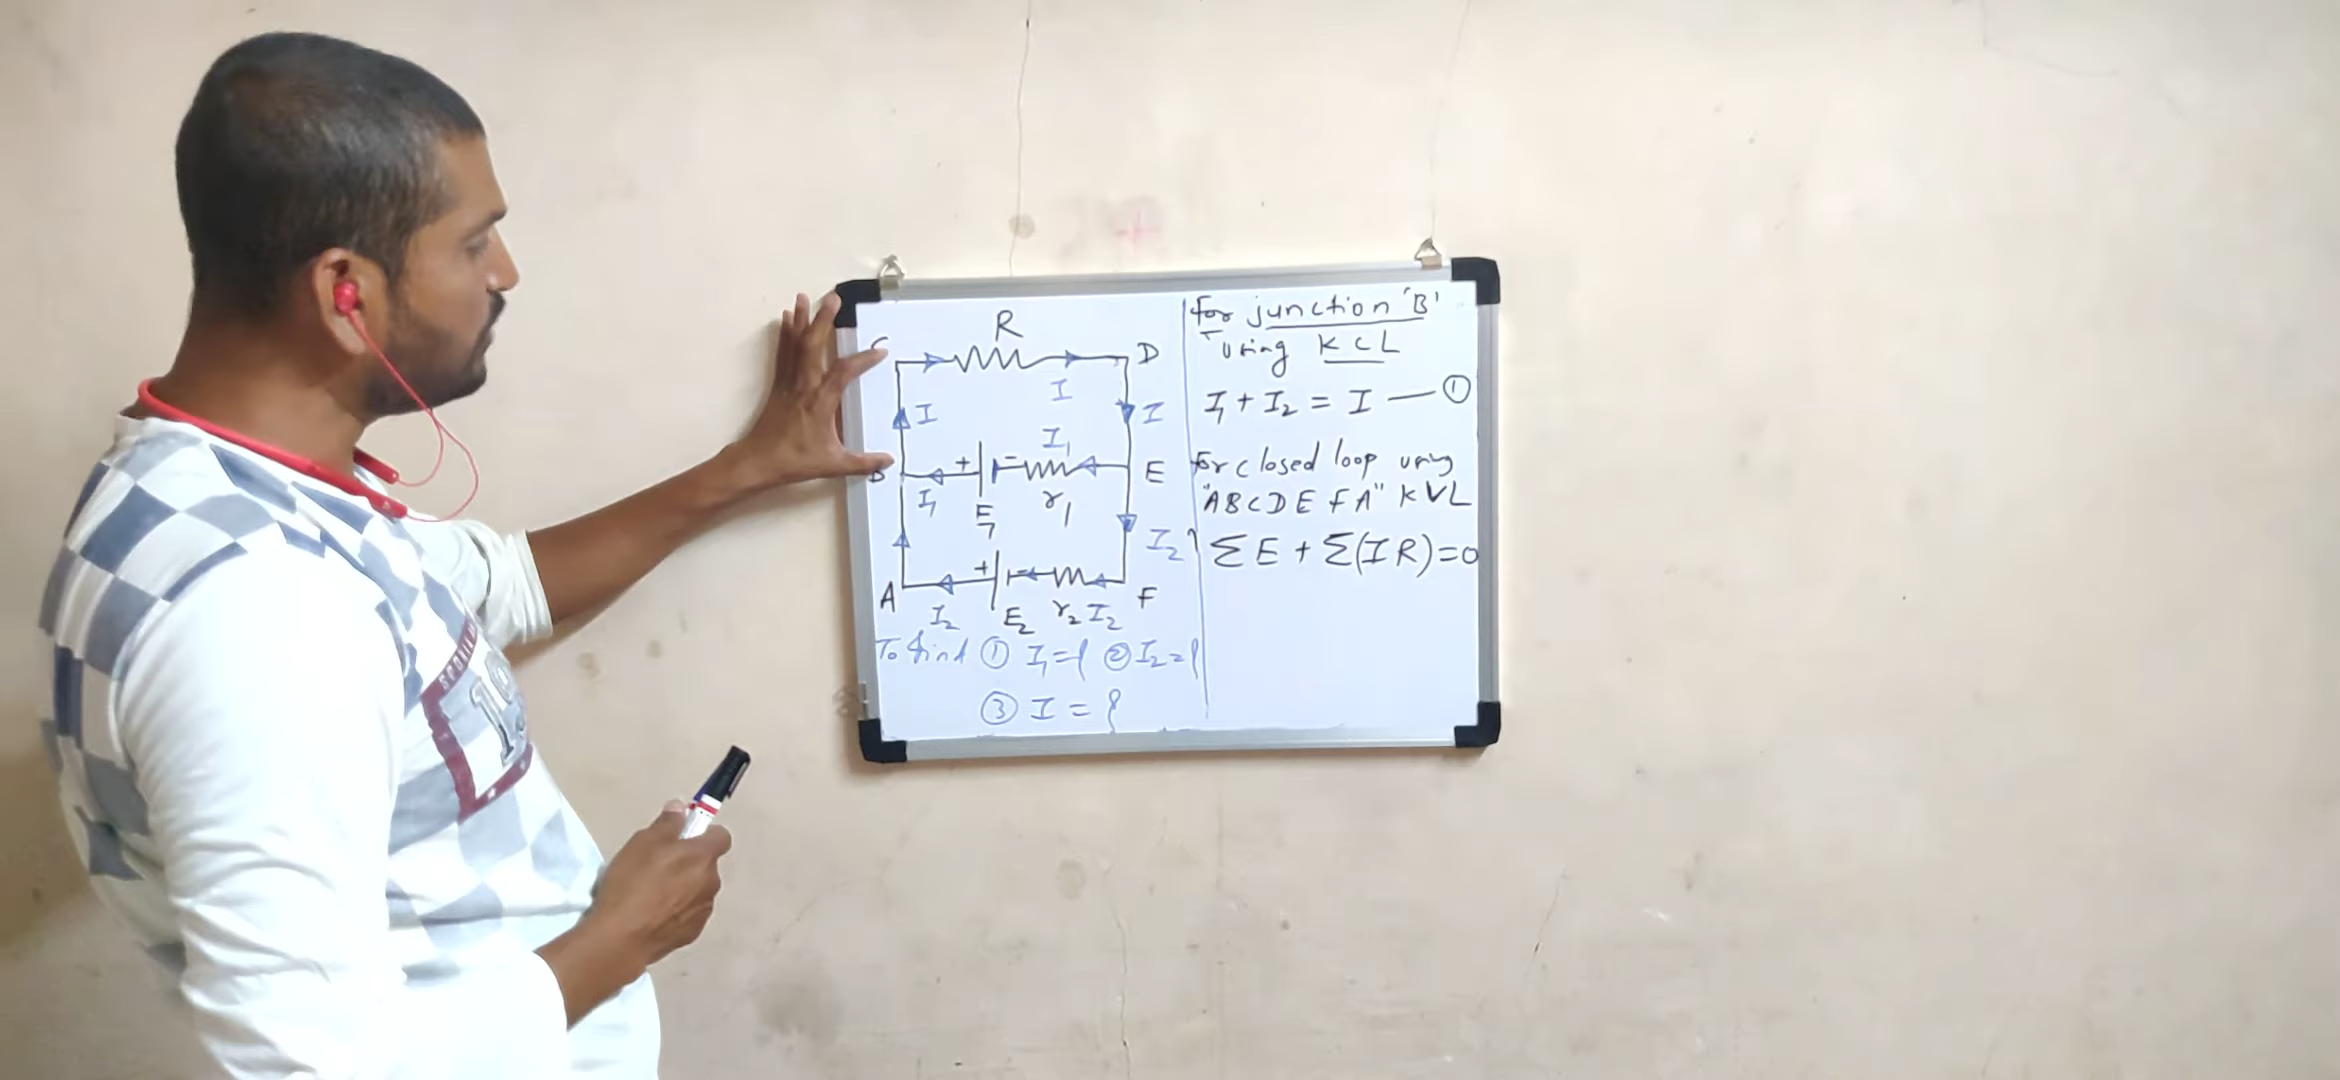 R
C
D
I
I
I
I₁
B
+
-
E
I₁
E₁
r₁
I₂
+
-
A
I₂
E₂
r₂
I₂
F
To find ① I₁=? ② I₂=?
③ I = ?
For junction 'B'
Using KCL
I₁ + I₂ = I — ①
For closed loop using
"ABCDEFA" KVL
ΣE + Σ(IR)=0